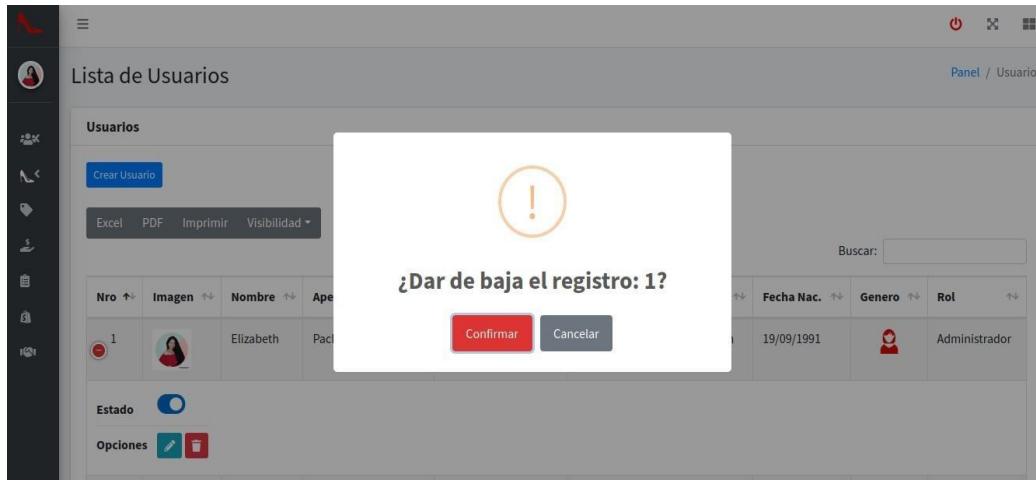 Lista de Usuarios
Panel / Usuario
Usuarios
Crear Usuario
Excel PDF Imprimir Visibilidad
Buscar:
¿Dar de baja el registro: 1?
Confirmar Cancelar
Nro Imagen Nombre Ape Fecha Nac. Genero Rol
1 Elizabeth 19/09/1991 Administrador
Estado
Opciones